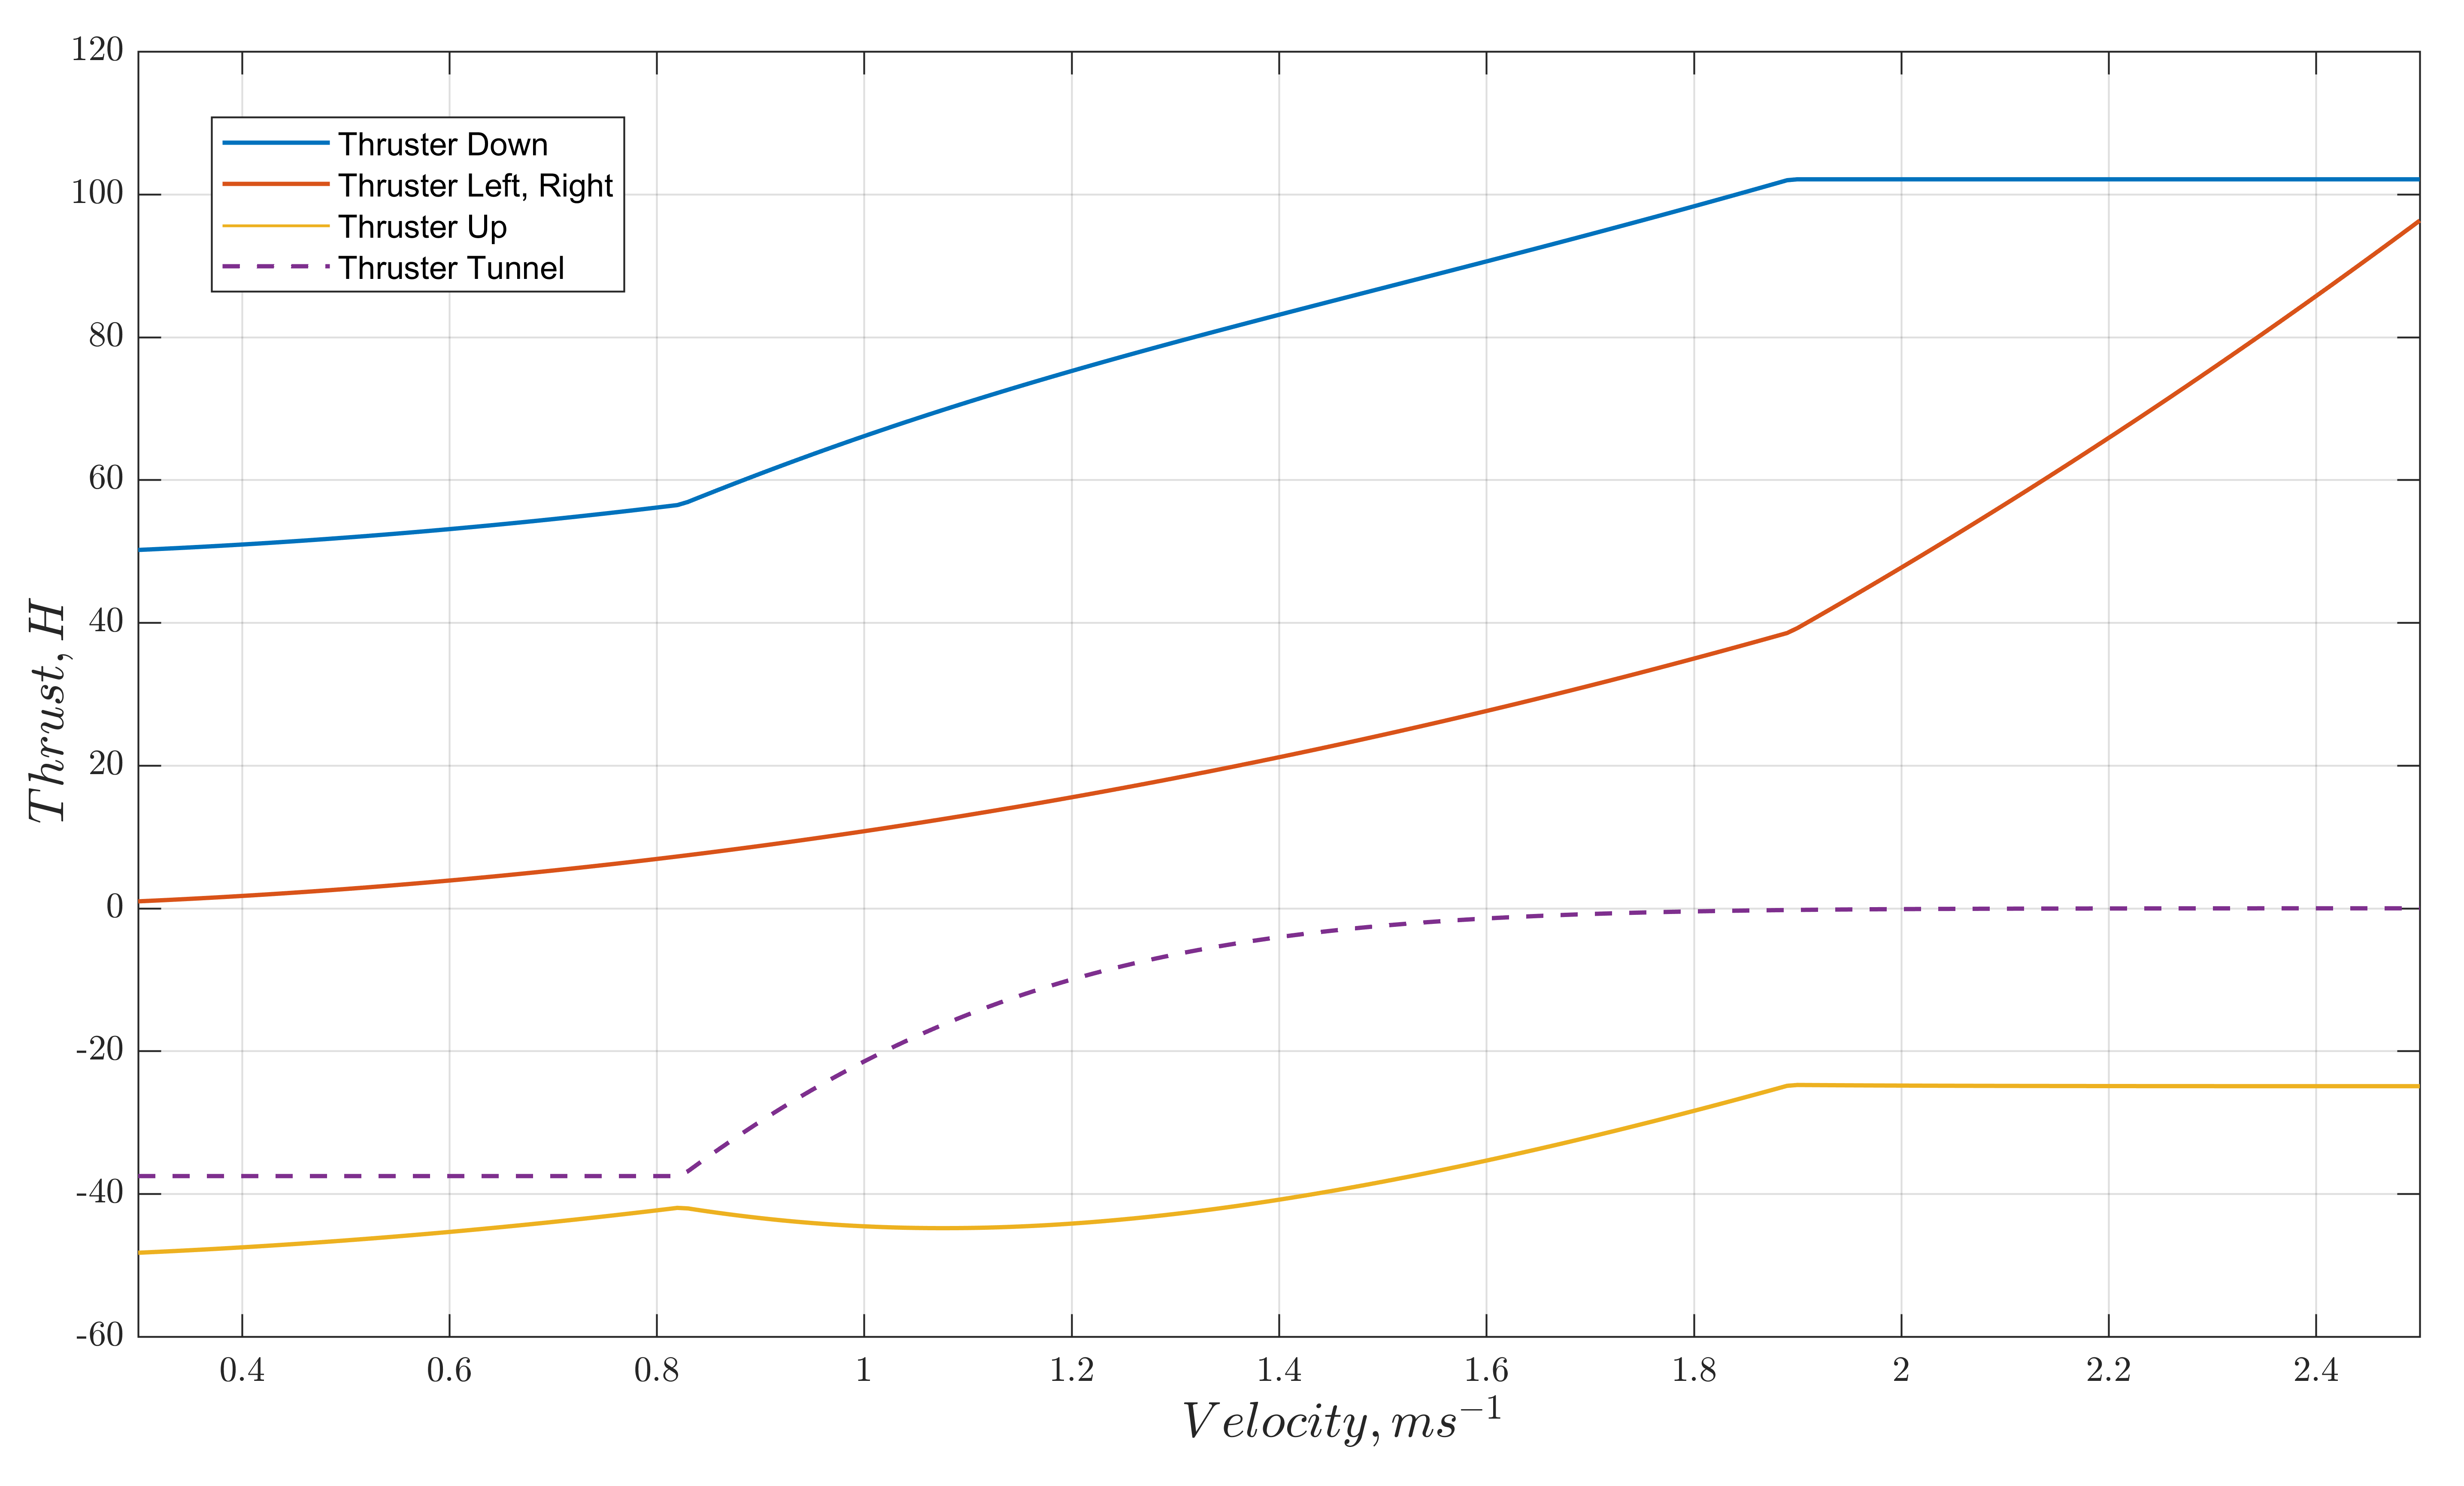 120
100
80
60
40
20
0
-20
-40
-60
Thrust, H
Thruster Down
Thruster Left, Right
Thruster Up
Thruster Tunnel
0.4 0.6 0.8 1 1.2 1.4 1.6 1.8 2 2.2 2.4
Velocity, ms⁻¹